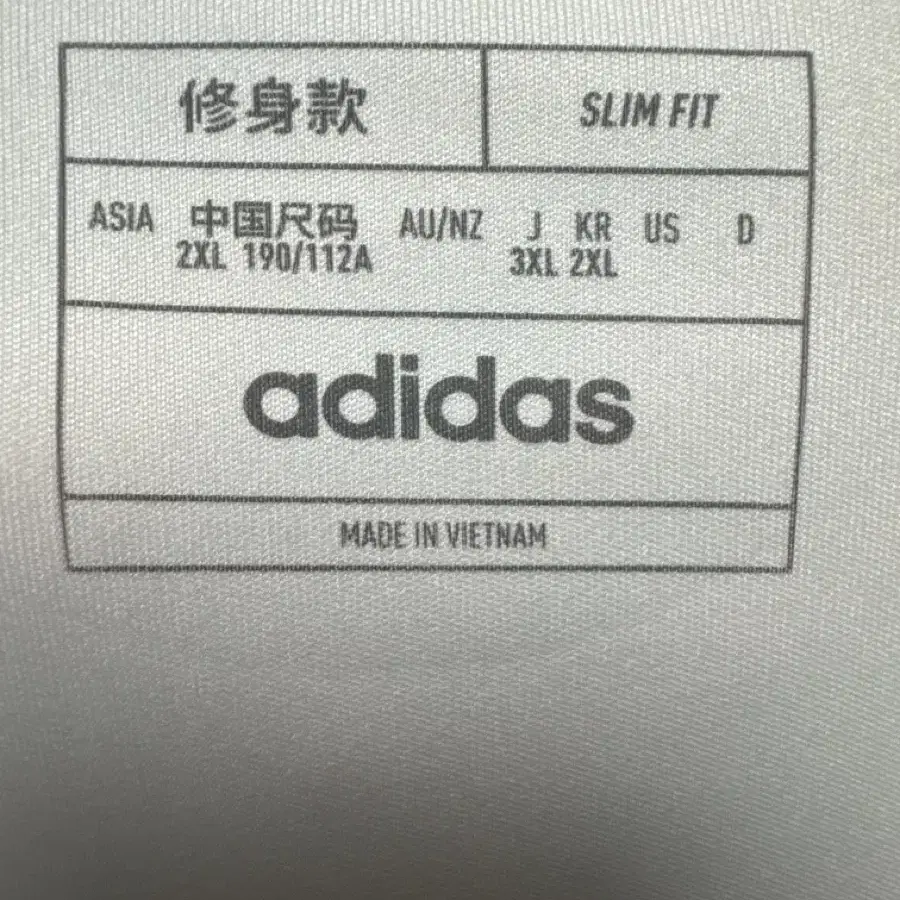 修身款 SLIM FIT
ASIA 中国尺码 AU/NZ J KR US D
2XL 190/112A 3XL 2XL
adidas
MADE IN VIETNAM